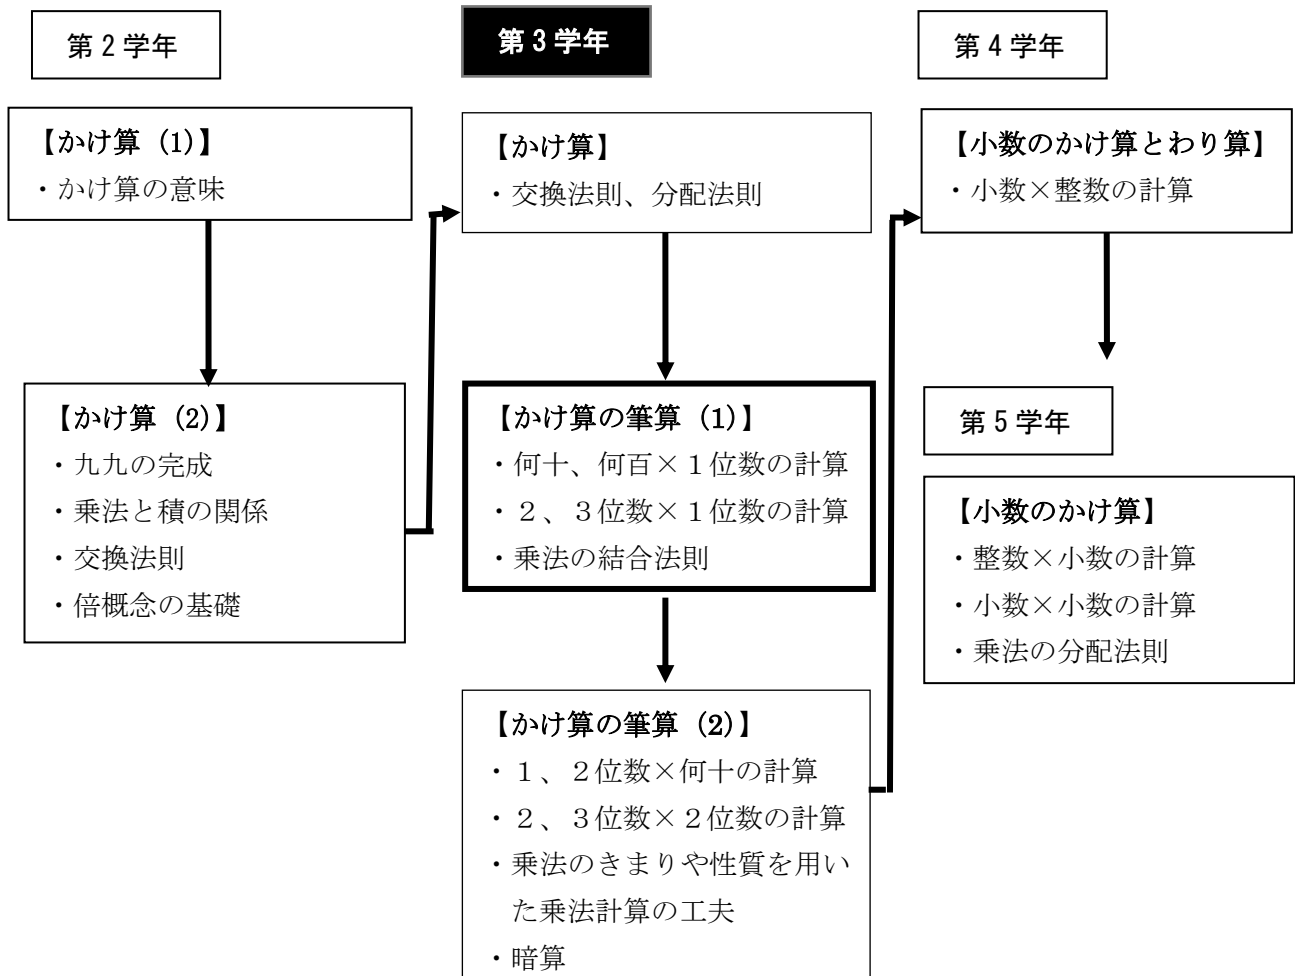 第2学年
【かけ算 (1)】
・かけ算の意味
【かけ算 (2)】
・九九の完成
・乗法と積の関係
・交換法則
・倍概念の基礎
第3学年
【かけ算】
・交換法則、分配法則
【かけ算の筆算 (1)】
・何十、何百×１位数の計算
・２、３位数×１位数の計算
・乗法の結合法則
【かけ算の筆算 (2)】
・１、２位数×何十の計算
・２、３位数×２位数の計算
・乗法のきまりや性質を用い
た乗法計算の工夫
・暗算
第4学年
【小数のかけ算とわり算】
・小数×整数の計算
第5学年
【小数のかけ算】
・整数×小数の計算
・小数×小数の計算
・乗法の分配法則